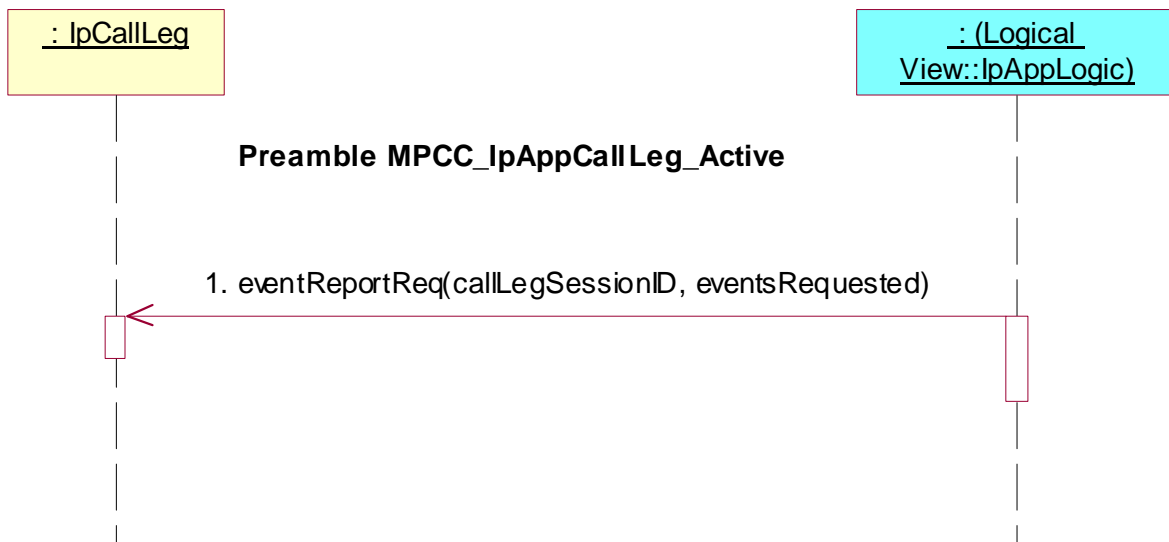 : IpCallLeg
: (Logical
View::IpAppLogic)
Preamble MPCC_IpAppCallLeg_Active
1. eventReportReq(callLegSessionID, eventsRequested)